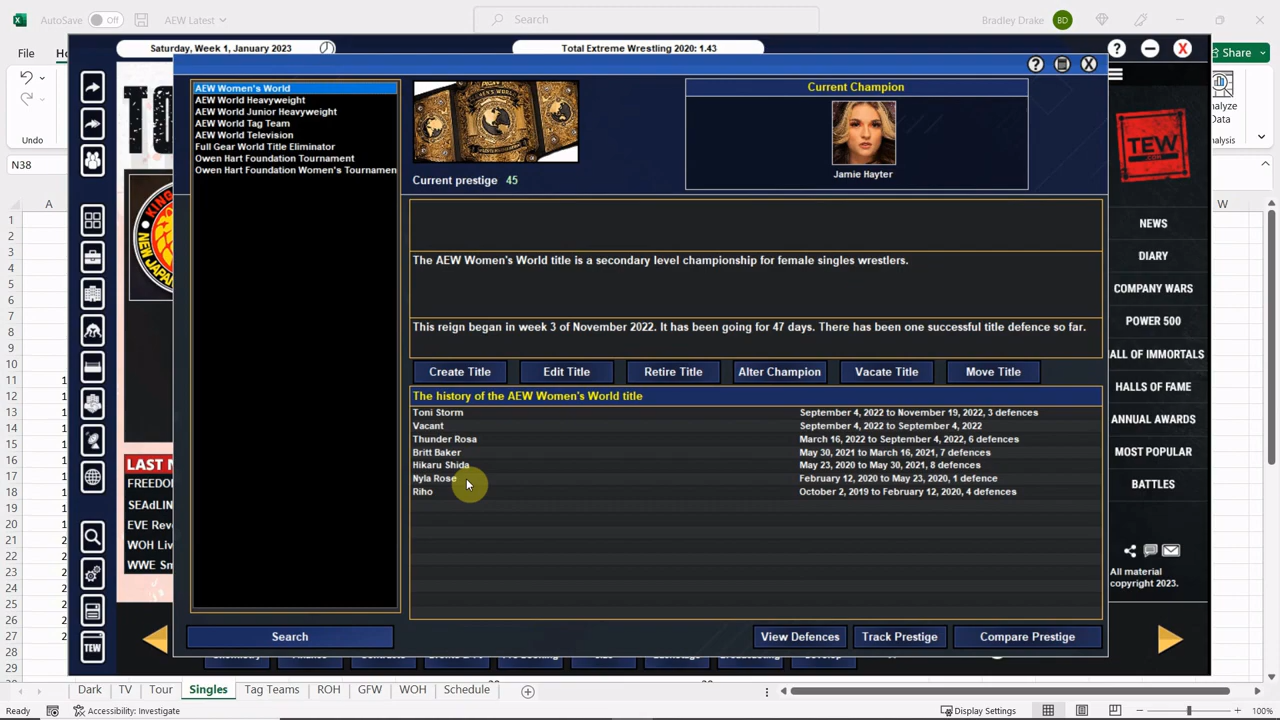 AutoSave Off AEW Latest Search Bradley Drake BD
File Share
Saturday, Week 1, January 2023 Total Extreme Wrestling 2020: 1.43
Undo
N38
AEW Women's World
AEW World Heavyweight
AEW World Junior Heavyweight
AEW World Tag Team
AEW World Television
Full Gear World Title Eliminator
Owen Hart Foundation Tournament
Owen Hart Foundation Women's Tournamen
Current prestige 45
Current Champion
Jamie Hayter
The AEW Women's World title is a secondary level championship for female singles wrestlers.
This reign began in week 3 of November 2022. It has been going for 47 days. There has been one successful title defence so far.
Create Title Edit Title Retire Title Alter Champion Vacate Title Move Title
The history of the AEW Women's World title
Toni Storm September 4, 2022 to November 19, 2022, 3 defences
Vacant September 4, 2022 to September 4, 2022
Thunder Rosa March 16, 2022 to September 4, 2022, 6 defences
Britt Baker May 30, 2021 to March 16, 2021, 7 defences
Hikaru Shida May 23, 2020 to May 30, 2021, 8 defences
Nyla Rose February 12, 2020 to May 23, 2020, 1 defence
Riho October 2, 2019 to February 12, 2020, 4 defences
Search View Defences Track Prestige Compare Prestige
TEW
.COM
NEWS
DIARY
COMPANY WARS
POWER 500
ALL OF IMMORTALS
HALLS OF FAME
ANNUAL AWARDS
MOST POPULAR
BATTLES
All material
copyright 2023.
LAST
FREEDO
SEAdLIN
EVE Rev
WOH Liv
WWE Sm
TEW
Dark TV Tour Singles Tag Teams ROH GFW WOH Schedule
Ready Accessibility: Investigate Display Settings 100%